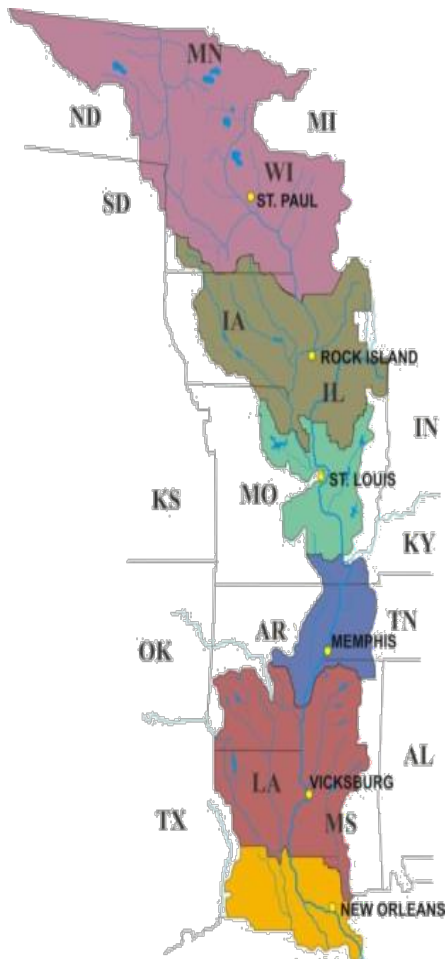 MN
ND
MI
WI
SD
ST. PAUL
IA
ROCK ISLAND
IL
IN
ST. LOUIS
MO
KS
KY
TN
AR
MEMPHIS
OK
AL
LA
VICKSBURG
TX
MS
NEW ORLEANS